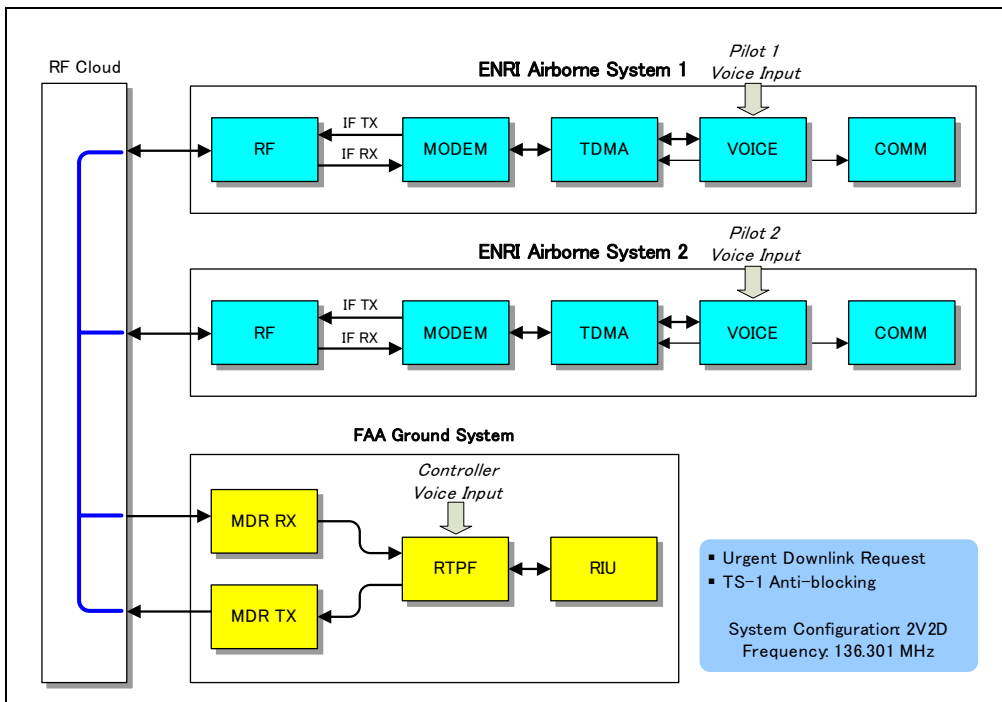 RF Cloud
ENRI Airborne System 1
Pilot 1
Voice Input
RF
IF TX
IF RX
MODEM
TDMA
VOICE
COMM
ENRI Airborne System 2
Pilot 2
Voice Input
RF
IF TX
IF RX
MODEM
TDMA
VOICE
COMM
FAA Ground System
Controller
Voice Input
MDR RX
MDR TX
RTPF
RIU
▪ Urgent Downlink Request
▪ TS-1 Anti-blocking
System Configuration: 2V2D
Frequency: 136.301 MHz